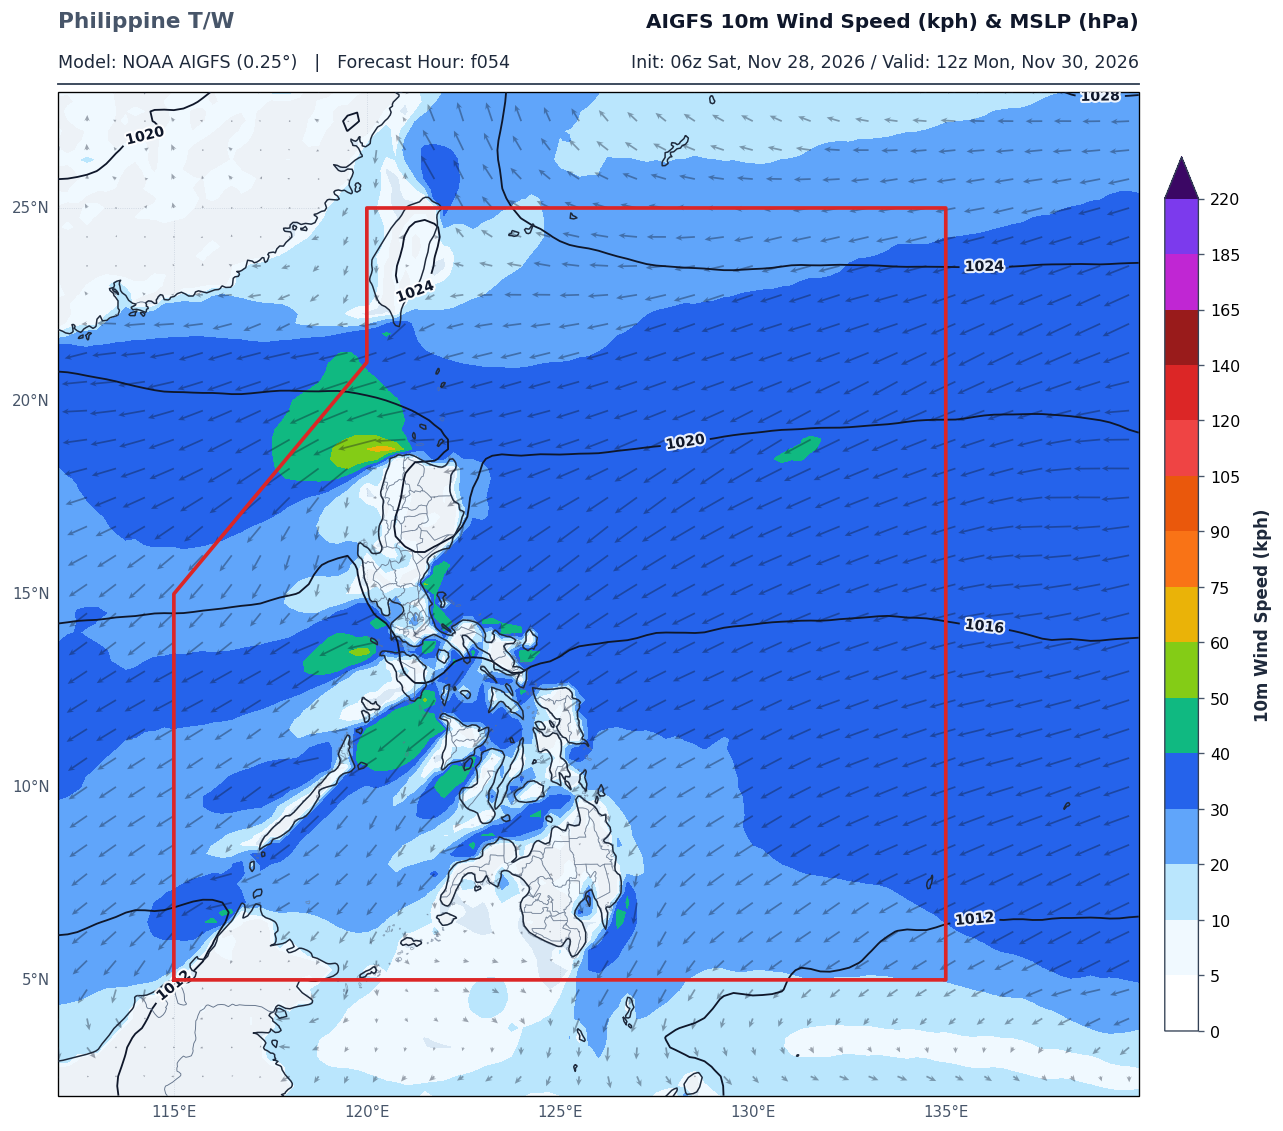 Philippine T/W
AIGFS 10m Wind Speed (kph) & MSLP (hPa)
Model: NOAA AIGFS (0.25°) | Forecast Hour: f054
Init: 06z Sat, Nov 28, 2026 / Valid: 12z Mon, Nov 30, 2026
1028
1020
1024
1024
1020
1016
1012
1012
25°N
20°N
15°N
10°N
5°N
115°E
120°E
125°E
130°E
135°E
220
185
165
140
120
105
90
75
60
50
40
30
20
10
5
0
10m Wind Speed (kph)